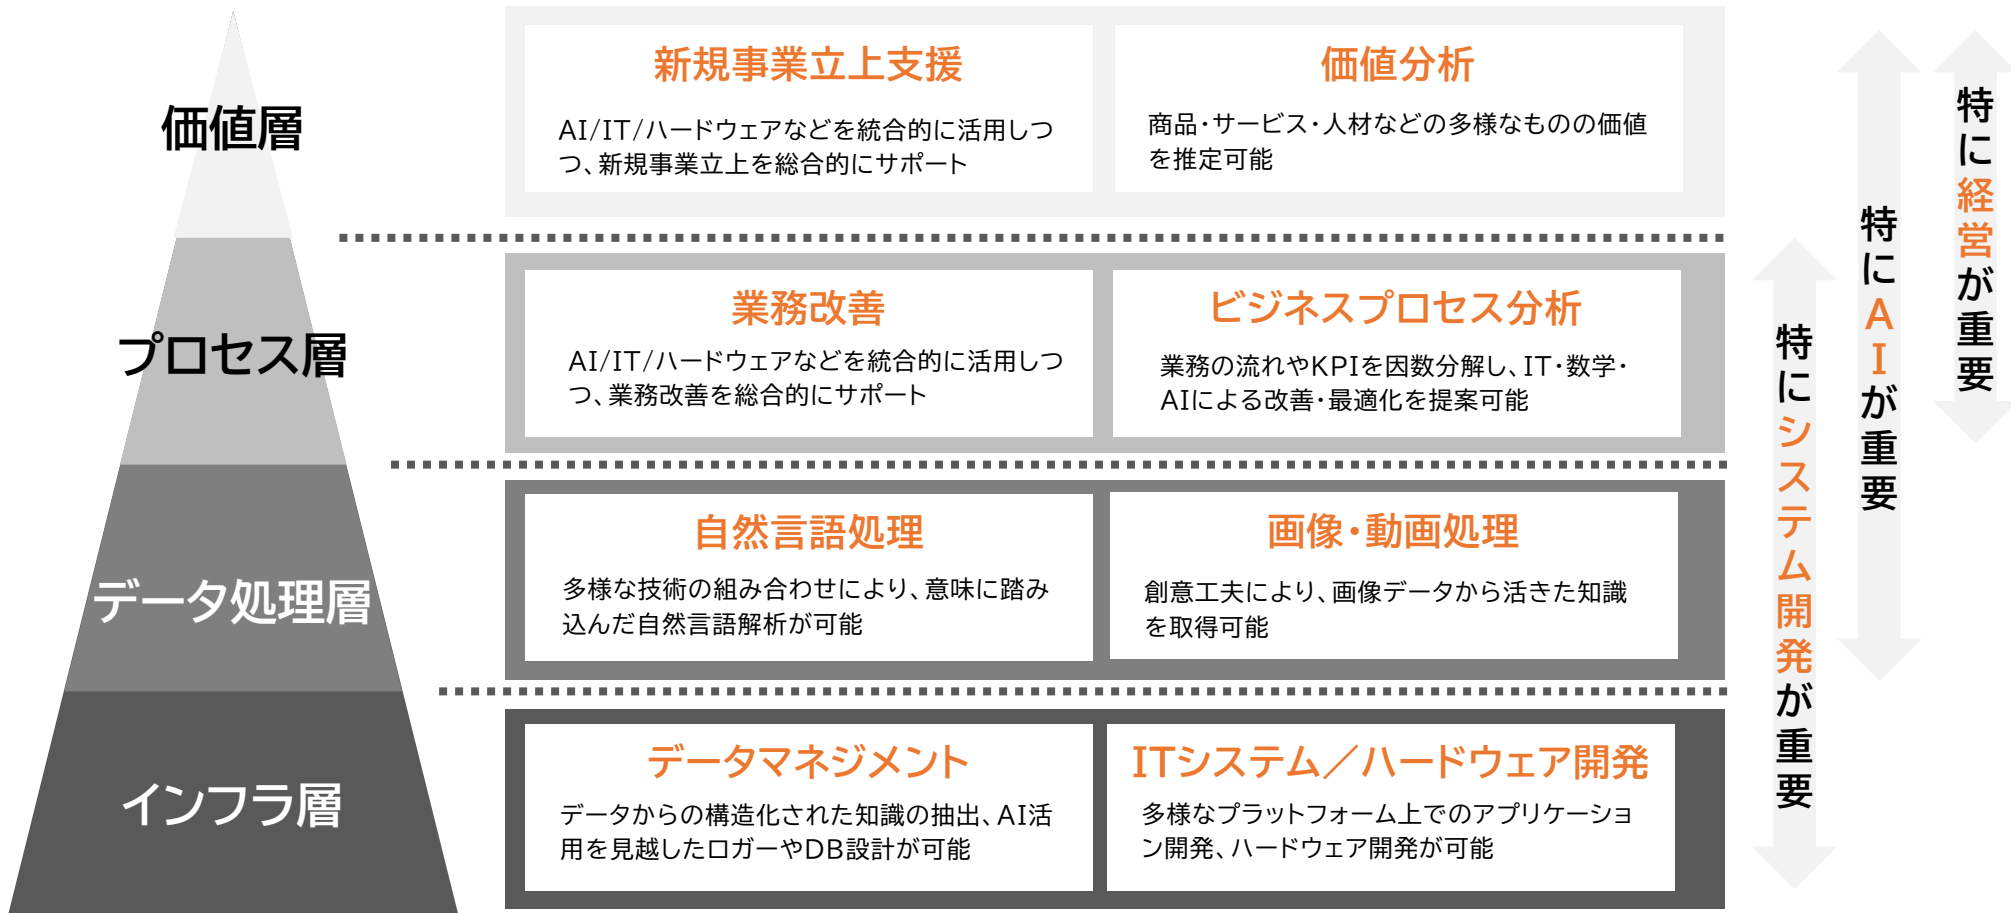 価値層
新規事業立上支援
AI/IT/ハードウェアなどを統合的に活用しつ
つ、新規事業立上を総合的にサポート
価値分析
商品・サービス・人材などの多様なものの価値
を推定可能
プロセス層
業務改善
AI/IT/ハードウェアなどを統合的に活用しつ
つ、業務改善を総合的にサポート
ビジネスプロセス分析
業務の流れやKPIを因数分解し、IT・数学・
AIによる改善・最適化を提案可能
データ処理層
自然言語処理
多様な技術の組み合わせにより、意味に踏み
込んだ自然言語解析が可能
画像・動画処理
創意工夫により、画像データから活きた知識
を取得可能
インフラ層
データマネジメント
データからの構造化された知識の抽出、AI活
用を見越したロガーやDB設計が可能
ITシステム／ハードウェア開発
多様なプラットフォーム上でのアプリケーショ
ン開発、ハードウェア開発が可能
特にシステム開発が重要
特にAIが重要
特に経営が重要